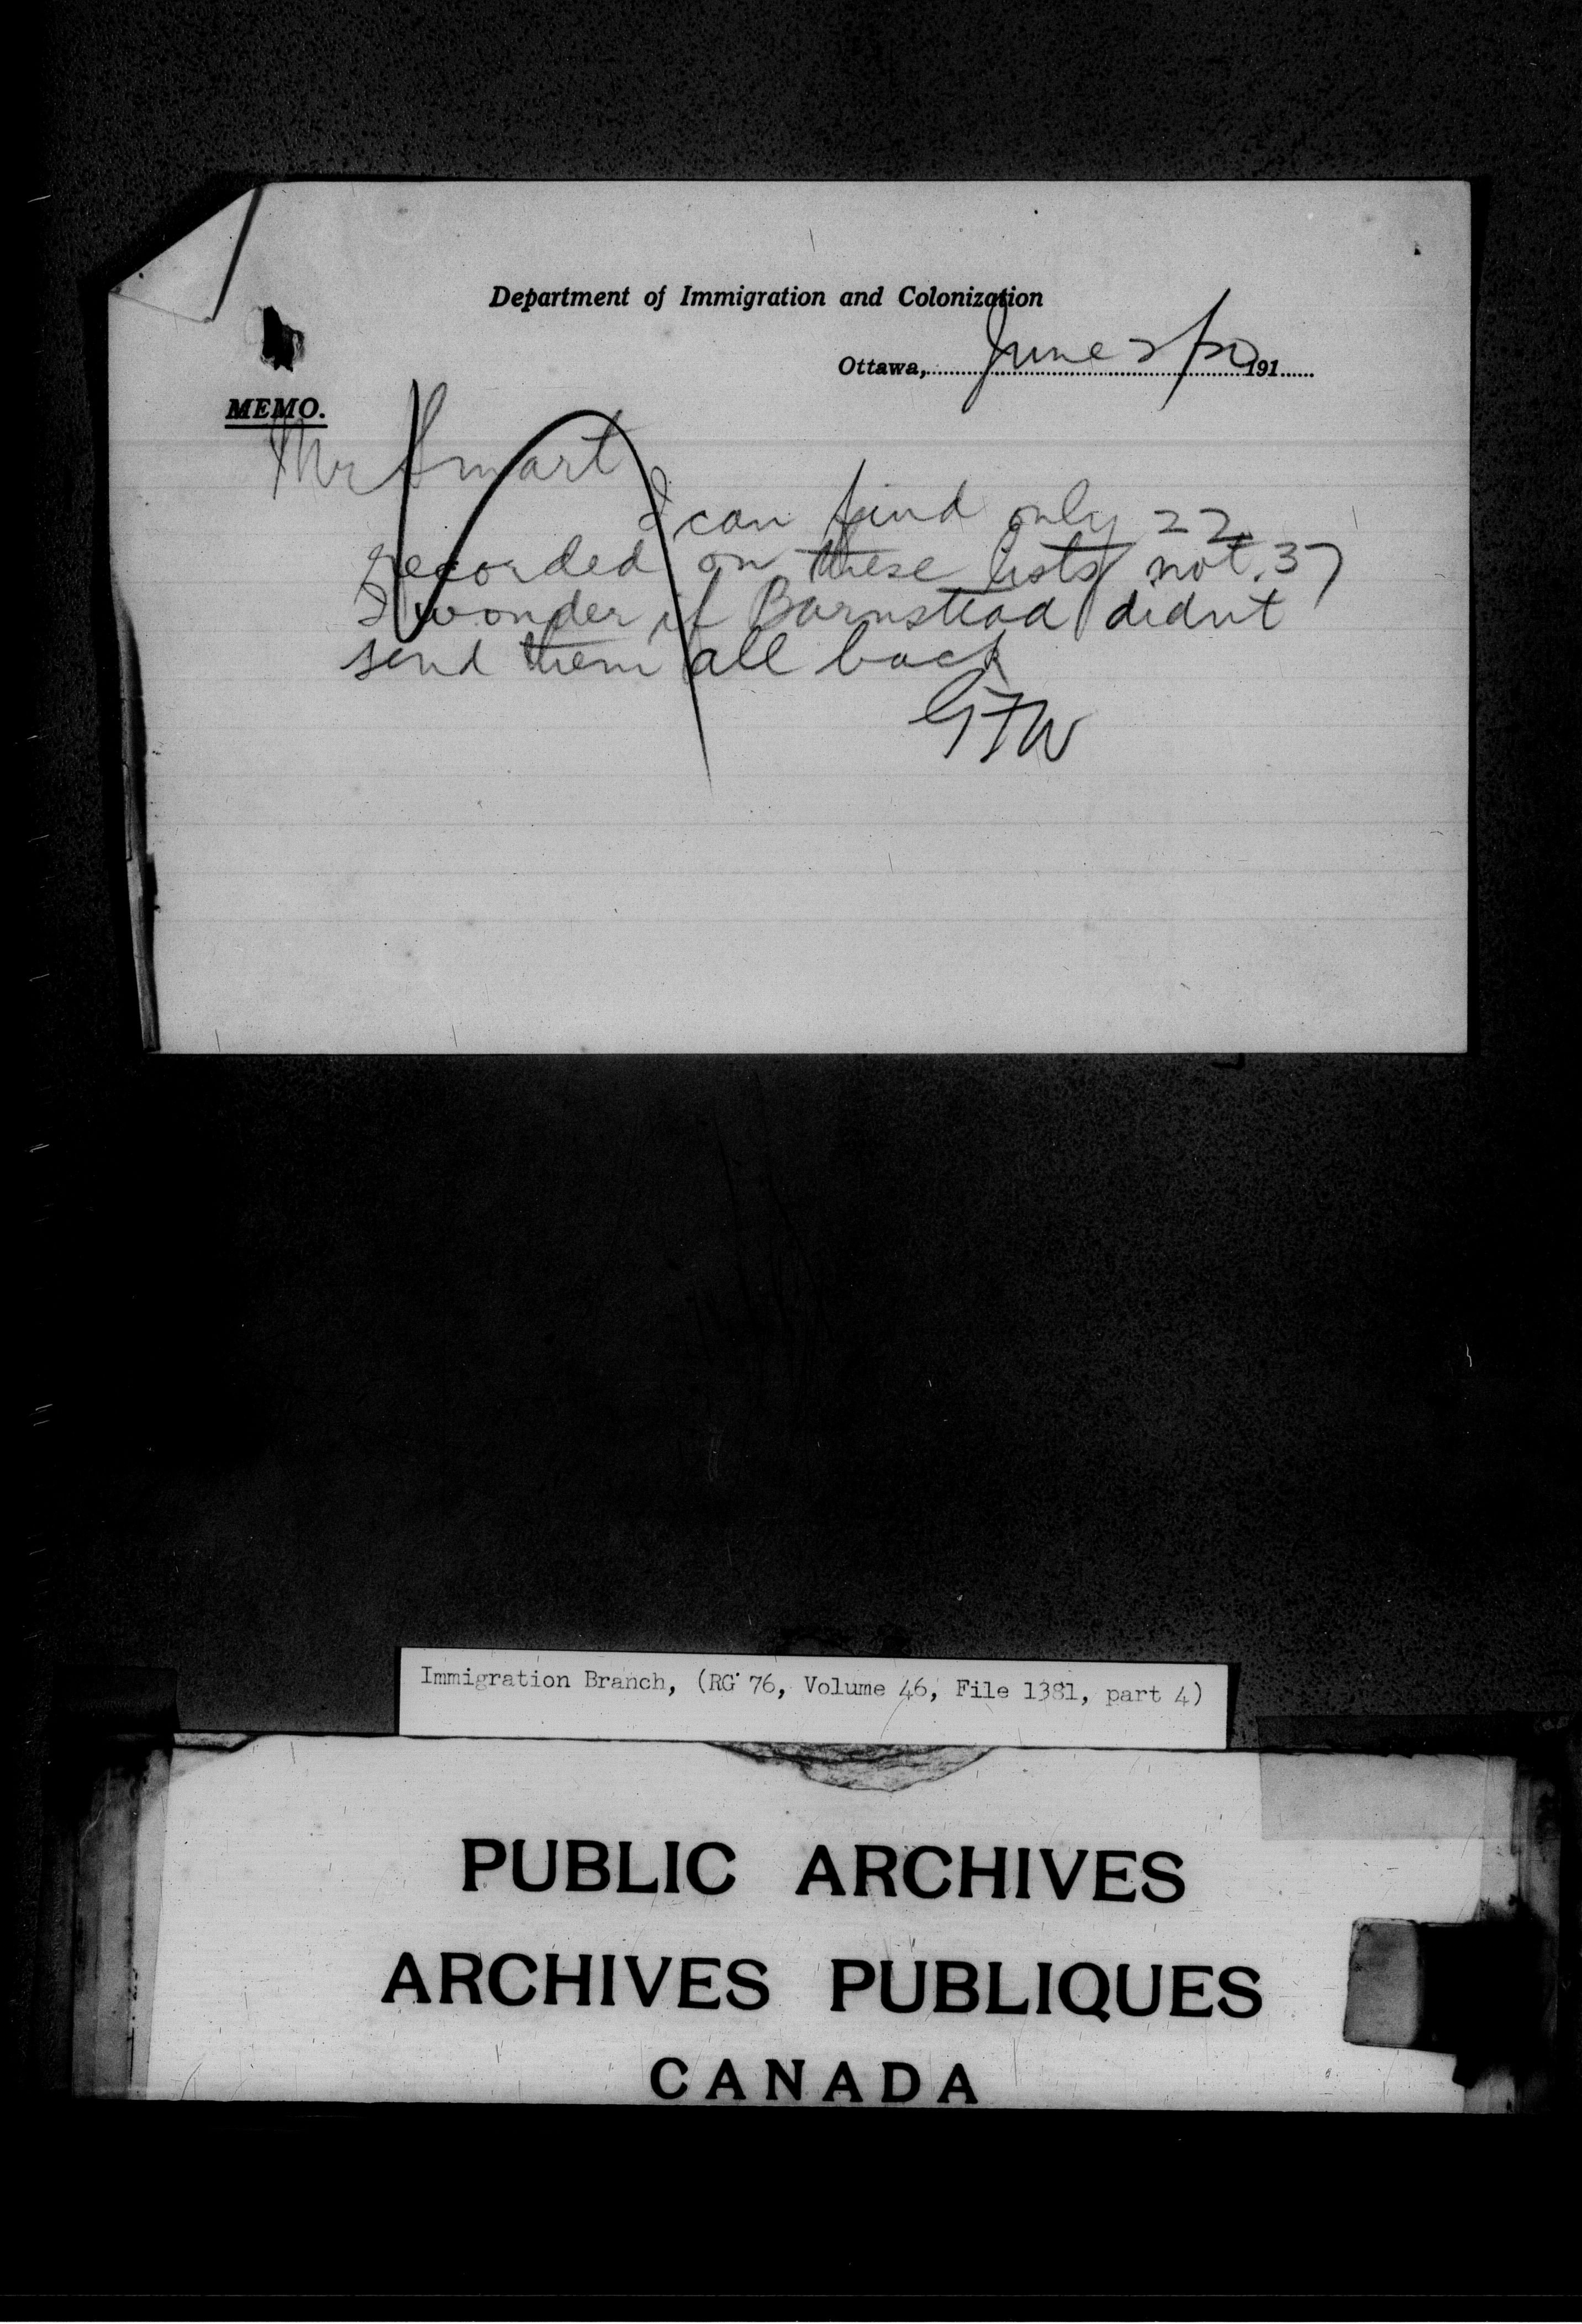 Department of Immigration and Colonization
Ottawa, June 2/20 191
MEMO.
Mr Smart
I can find only 22
recorded on these lists not 37
I wonder if Barnstead didnt
send them all back
GFW
Immigration Branch, (RG 76, Volume 46, File 1381, part 4)
PUBLIC ARCHIVES
ARCHIVES PUBLIQUES
CANADA